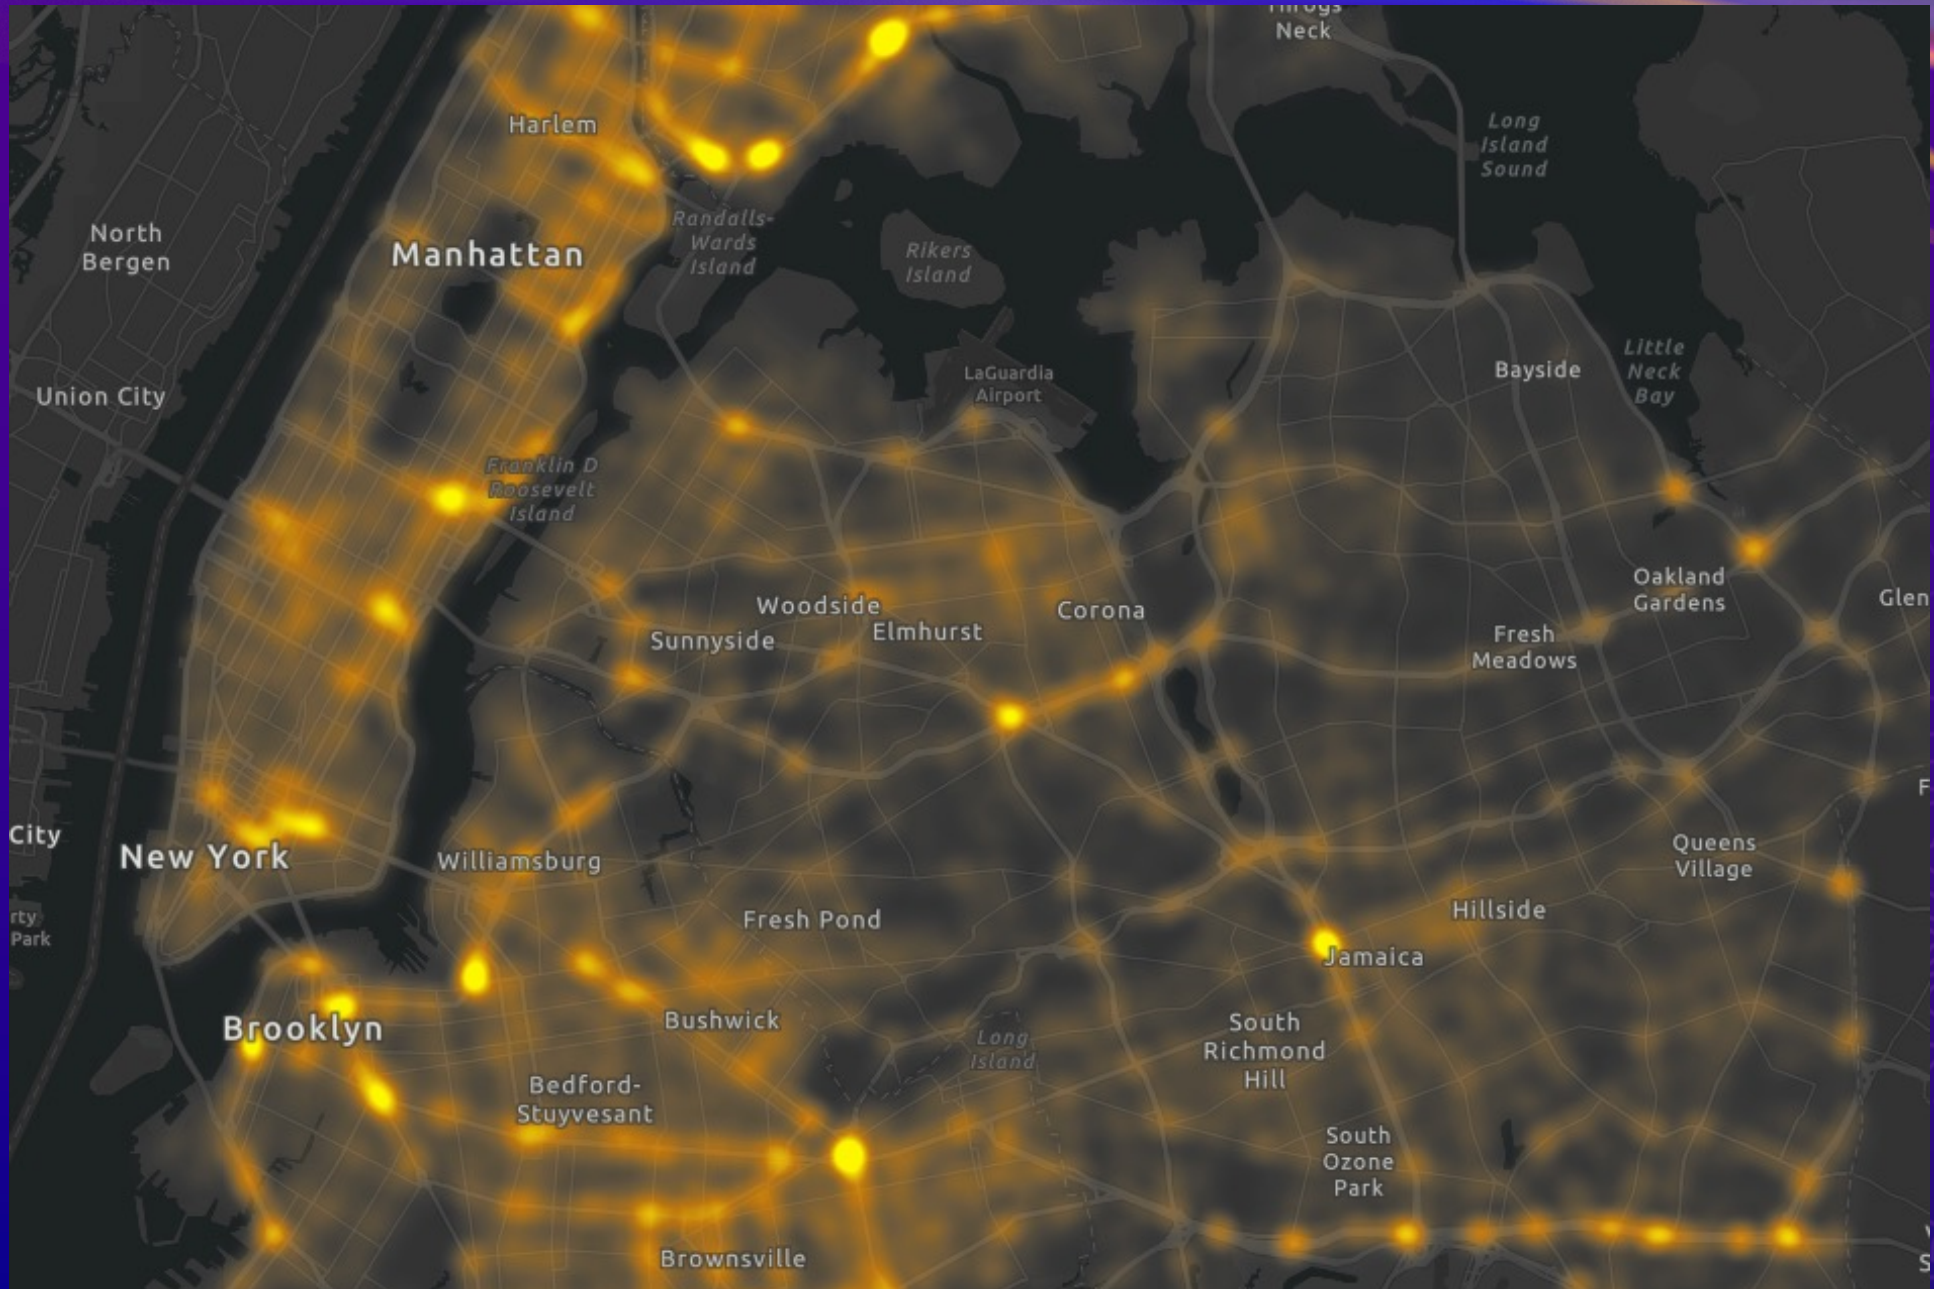 Throgs
Neck
Long
Island
Sound
Harlem
Randalls-
Wards
Island
North
Bergen
Manhattan
Rikers
Island
LaGuardia
Airport
Bayside
Little
Neck
Bay
Union City
Franklin D
Roosevelt
Island
Woodside
Elmhurst
Corona
Sunnyside
Oakland
Gardens
Glen
Fresh
Meadows
City
New York
Williamsburg
Queens
Village
F
rty
Park
Fresh Pond
Hillside
Jamaica
Brooklyn
Bushwick
Long
Island
South
Richmond
Hill
Bedford-
Stuyvesant
South
Ozone
Park
Brownsville
S